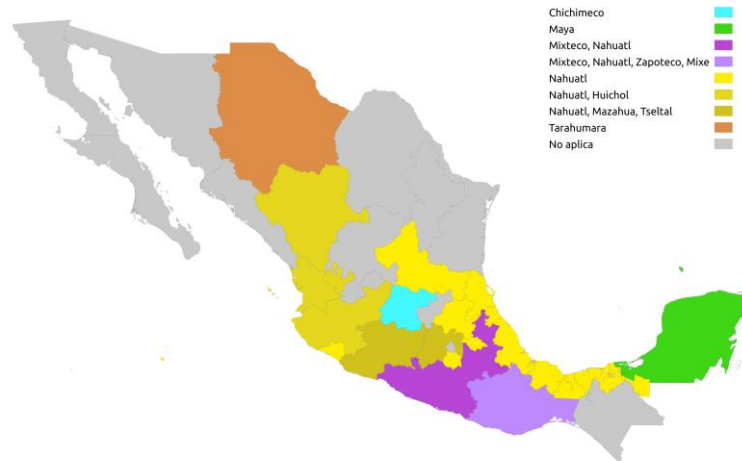 Chichimeco
Maya
Mixteco, Nahuatl
Mixteco, Nahuatl, Zapoteco, Mixe
Nahuatl
Nahuatl, Huichol
Nahuatl, Mazahua, Tseltal
Tarahumara
No aplica